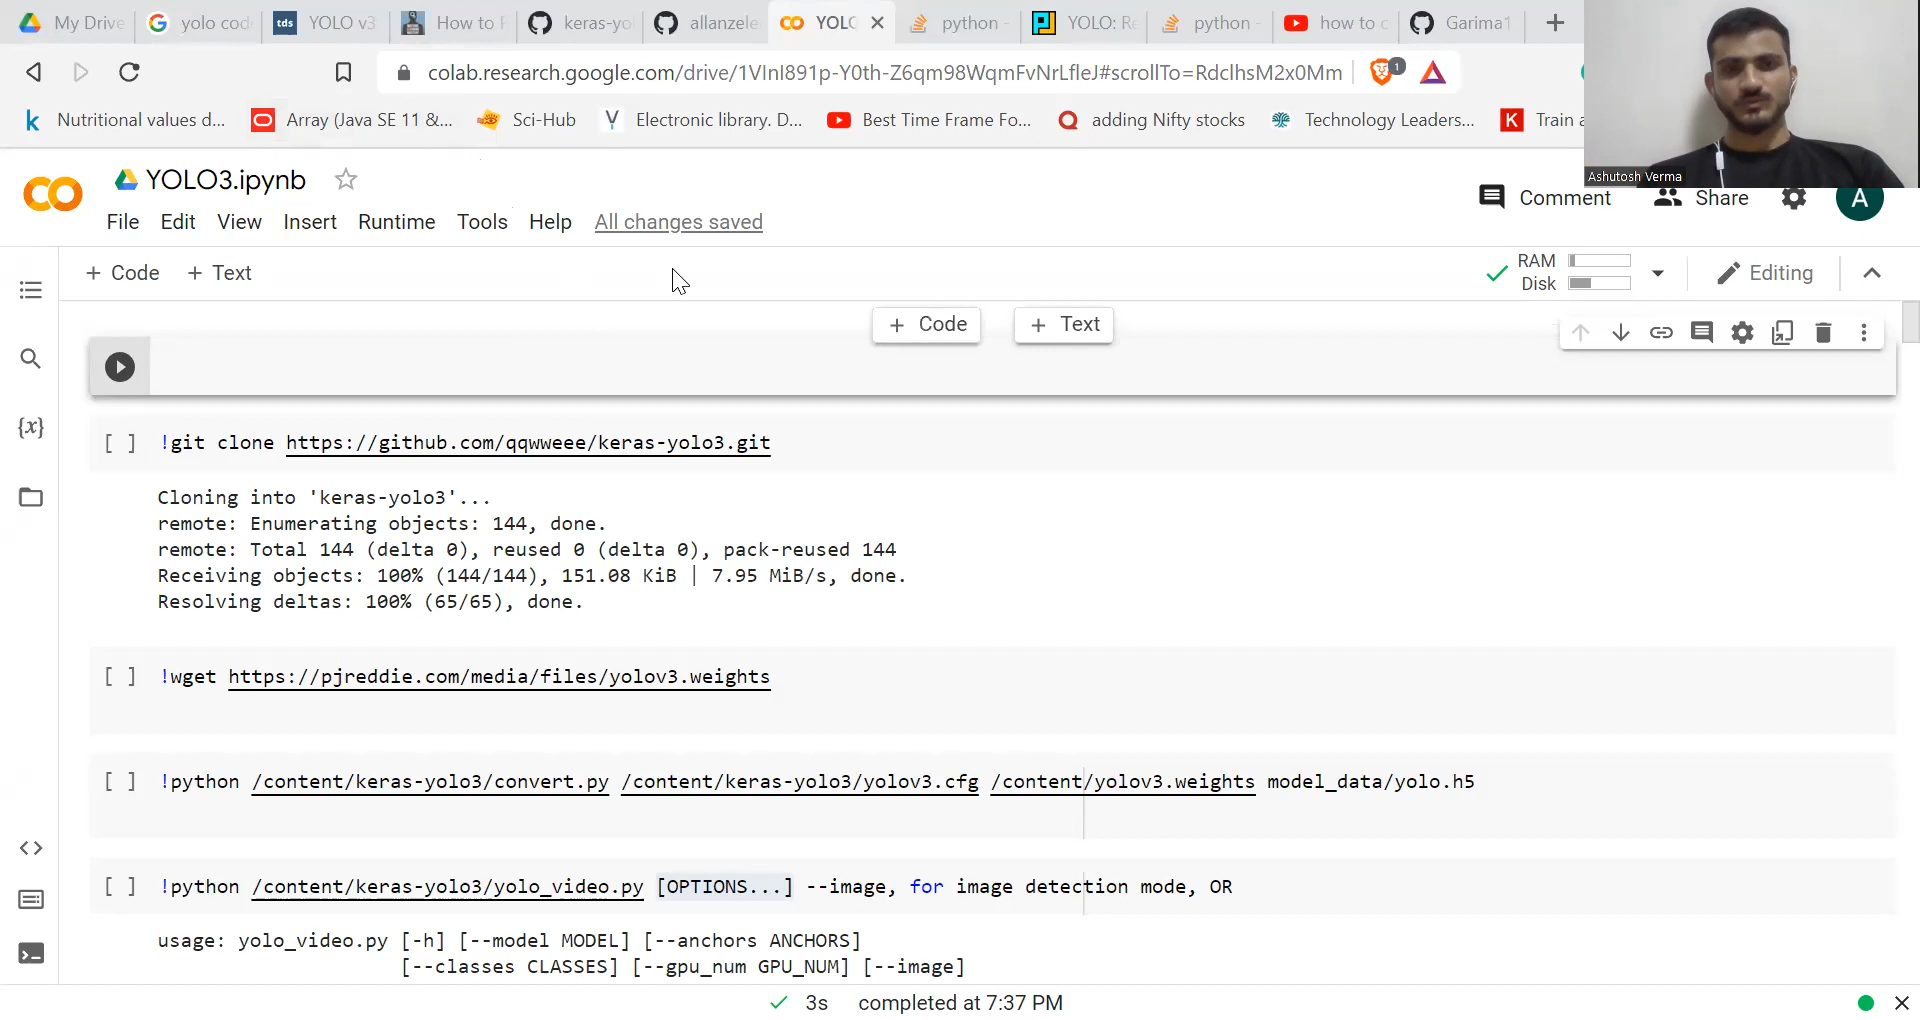 My Drive
yolo cod
tds YOLO v3
How to P
keras-yo
allanzele
YOLO
python -
YOLO: Re
python -
how to c
Garima1
colab.research.google.com/drive/1VInI891p-Y0th-Z6qm98WqmFvNrLfleJ#scrollTo=RdclhsM2x0Mm
1
Nutritional values d...
Array (Java SE 11 &...
Sci-Hub
Electronic library. D...
Best Time Frame Fo...
adding Nifty stocks
Technology Leaders...
Train a
Ashutosh Verma
YOLO3.ipynb
File Edit View Insert Runtime Tools Help All changes saved
Comment
Share
A
+ Code + Text
RAM
Disk
Editing
+ Code + Text
[ ] !git clone https://github.com/qqwweee/keras-yolo3.git
Cloning into 'keras-yolo3'...
remote: Enumerating objects: 144, done.
remote: Total 144 (delta 0), reused 0 (delta 0), pack-reused 144
Receiving objects: 100% (144/144), 151.08 KiB | 7.95 MiB/s, done.
Resolving deltas: 100% (65/65), done.
[ ] !wget https://pjreddie.com/media/files/yolov3.weights
[ ] !python /content/keras-yolo3/convert.py /content/keras-yolo3/yolov3.cfg /content/yolov3.weights model_data/yolo.h5
[ ] !python /content/keras-yolo3/yolo_video.py [OPTIONS...] --image, for image detection mode, OR
usage: yolo_video.py [-h] [--model MODEL] [--anchors ANCHORS]
[--classes CLASSES] [--gpu_num GPU_NUM] [--image]
3s completed at 7:37 PM